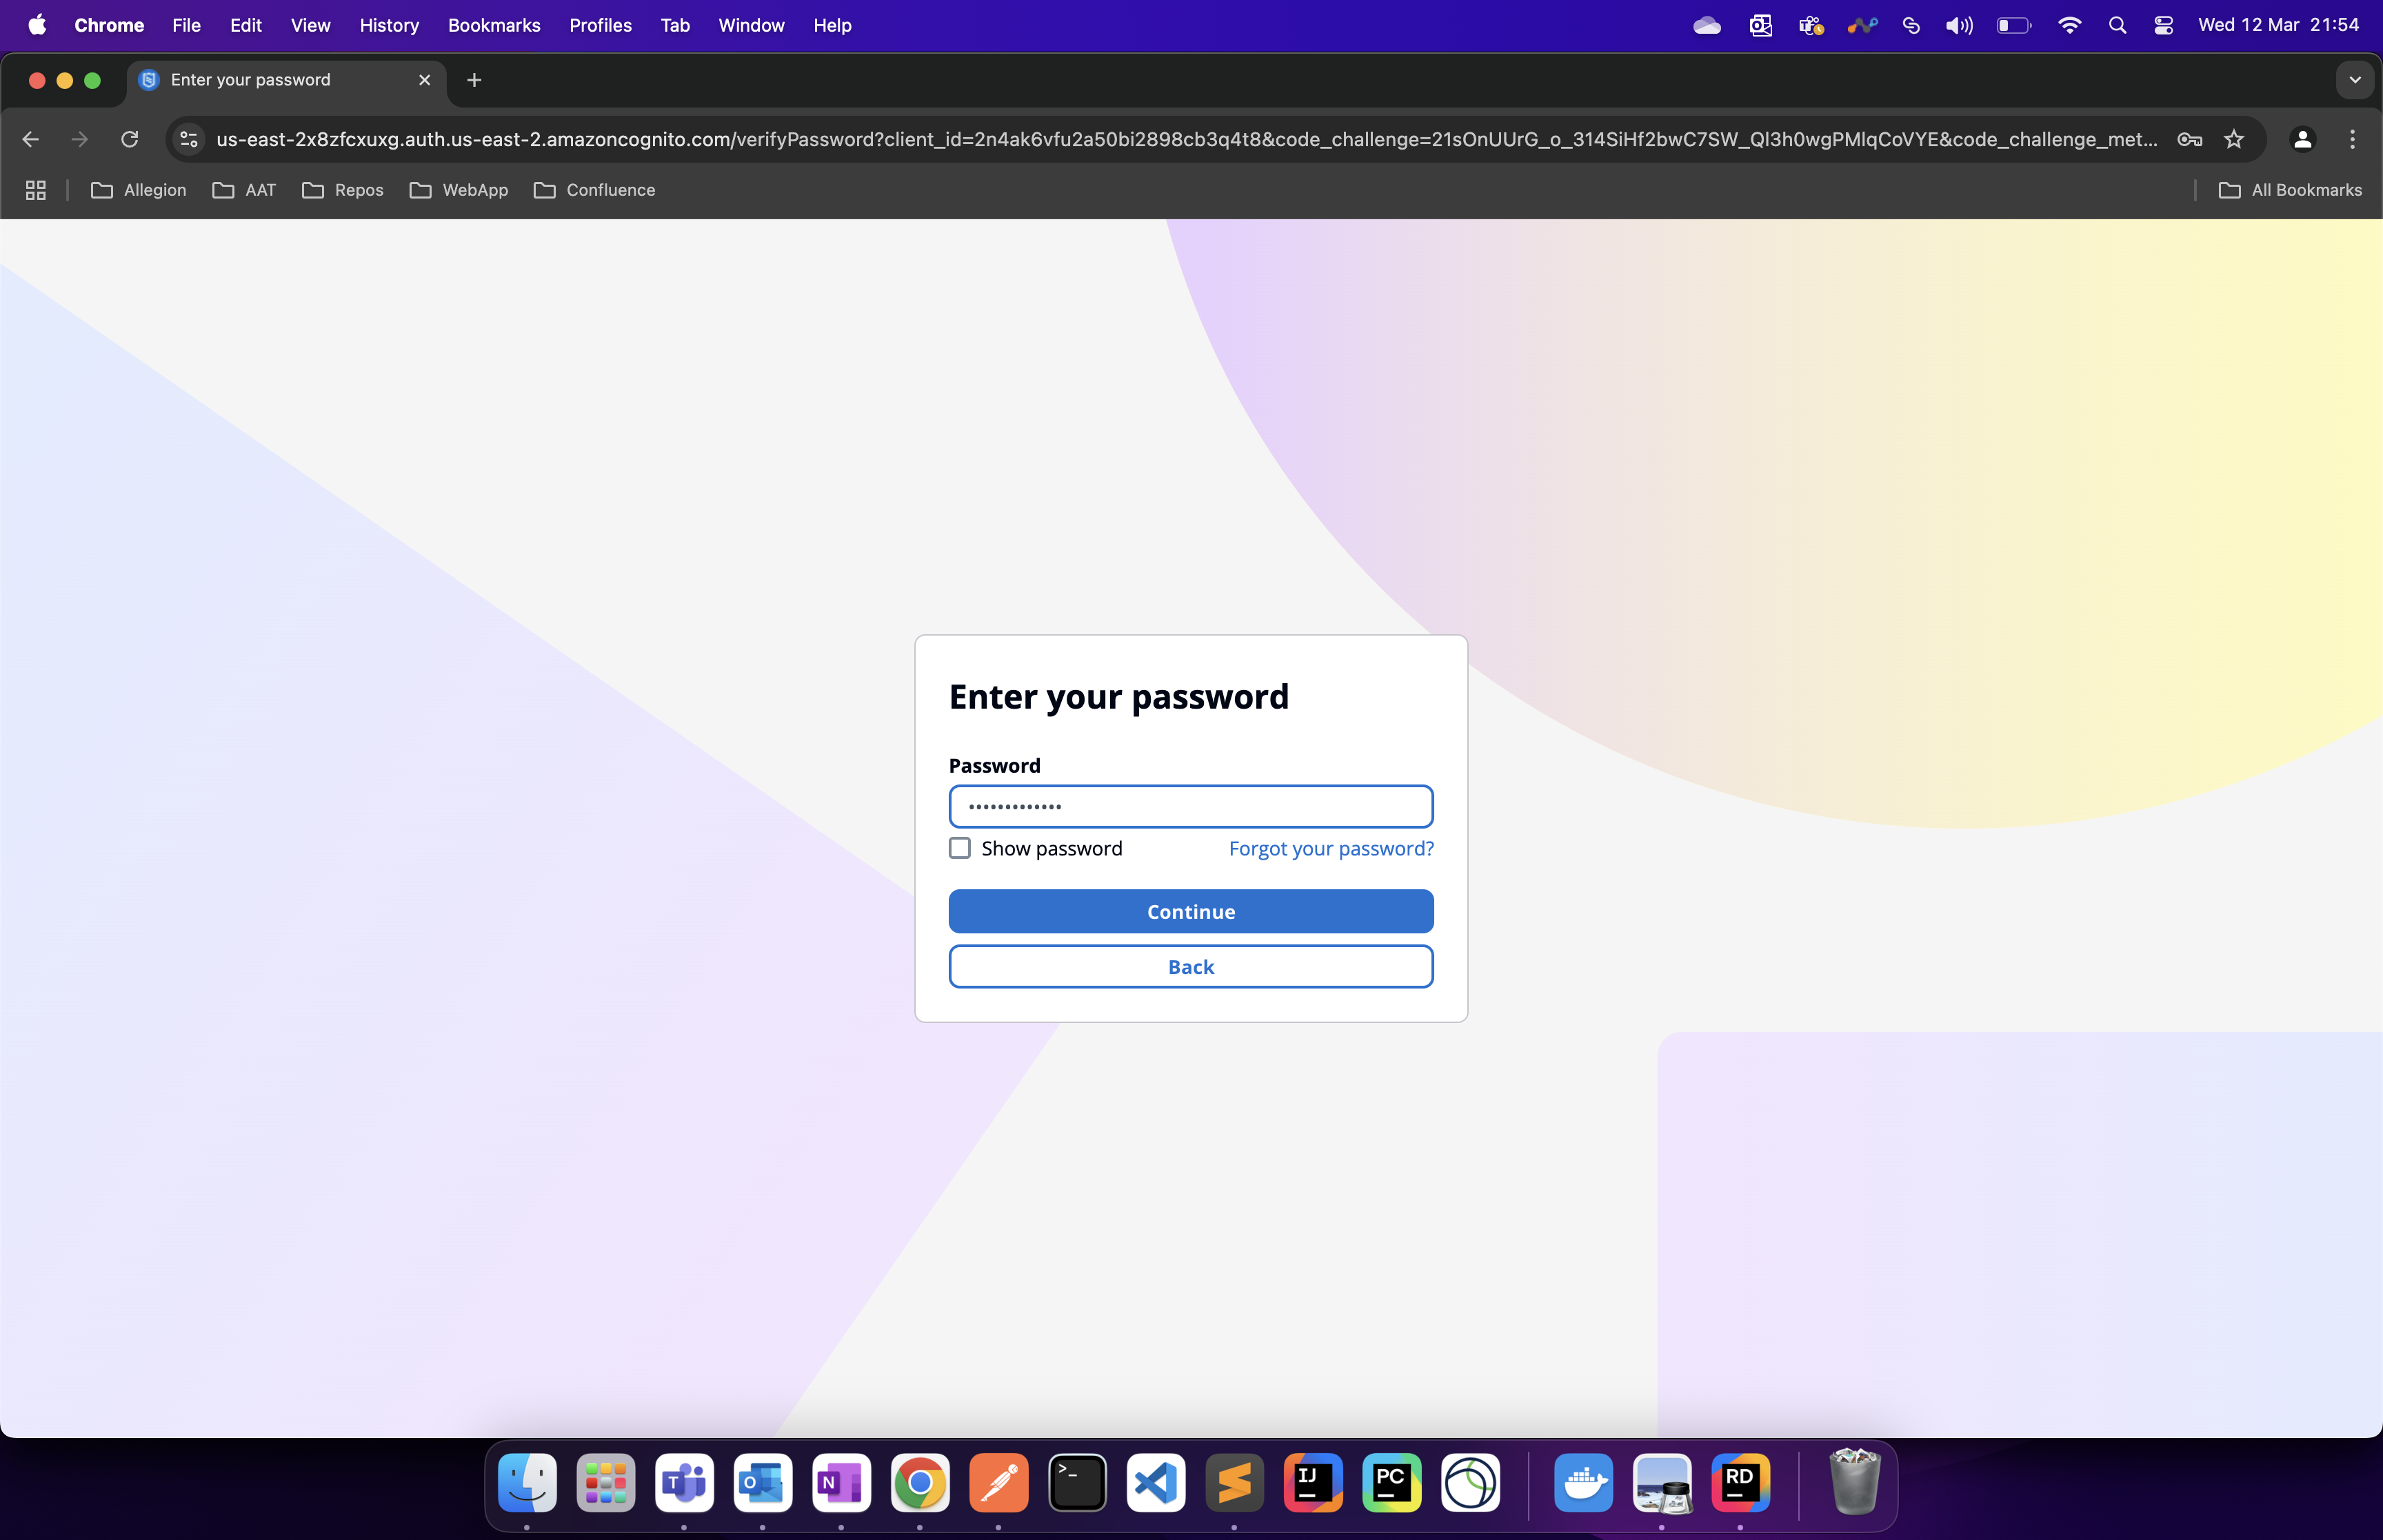 Chrome File Edit View History Bookmarks Profiles Tab Window Help Wed 12 Mar 21:54
Enter your password
us-east-2x8zfcxuxg.auth.us-east-2.amazoncognito.com/verifyPassword?client_id=2n4ak6vfu2a50bi2898cb3q4t8&code_challenge=21sOnUUrG_o_314SiHf2bwC7SW_Ql3h0wgPMlqCoVYE&code_challenge_met...
Allegion AAT Repos WebApp Confluence All Bookmarks
Enter your password
Password
•••••••••••••
Show password Forgot your password?
Continue
Back
T O N >_ IJ PC RD